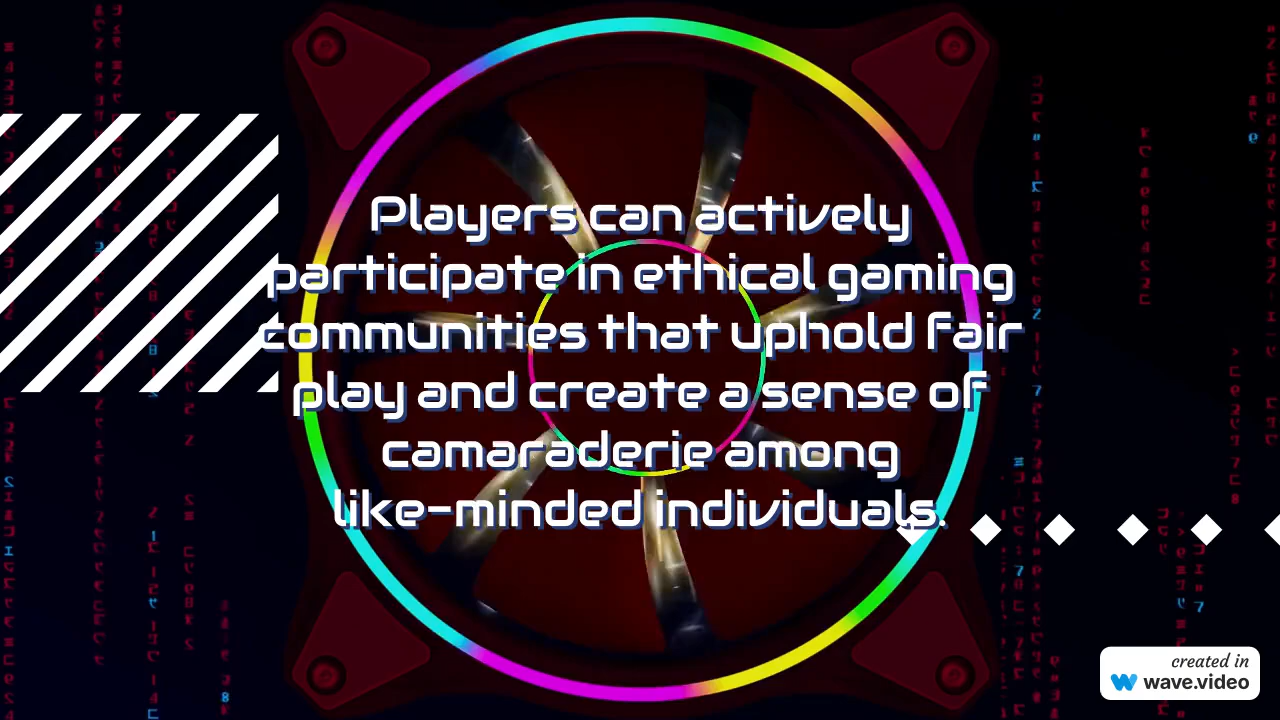 Players can actively
participate in ethical gaming
communities that uphold fair
play and create a sense of
camaraderie among
like-minded individuals.
created in
wave.video